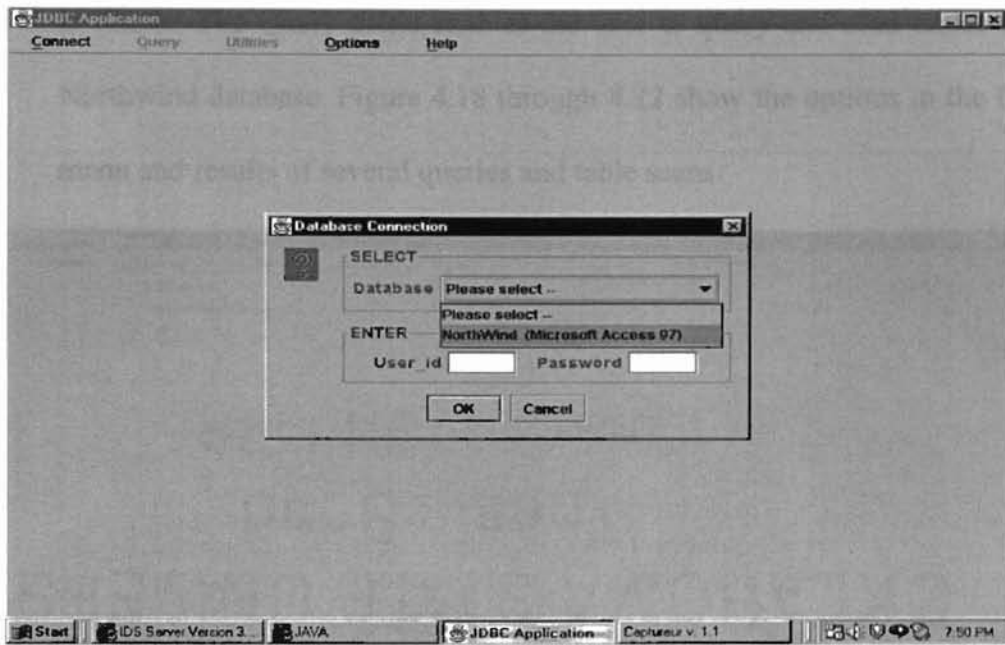 JDBC Application
Connect Query Utilities Options Help
Northwind database. Figure 4.18 through 4.22 show the options in the
menu and results of several queries and table scans.
Database Connection
SELECT
Database Please select --
Please select --
NorthWind (Microsoft Access 97)
ENTER
User_id Password
OK Cancel
Start IDS Server Version 3... JAVA JDBC Application Captureur v. 1.1 7:50 PM